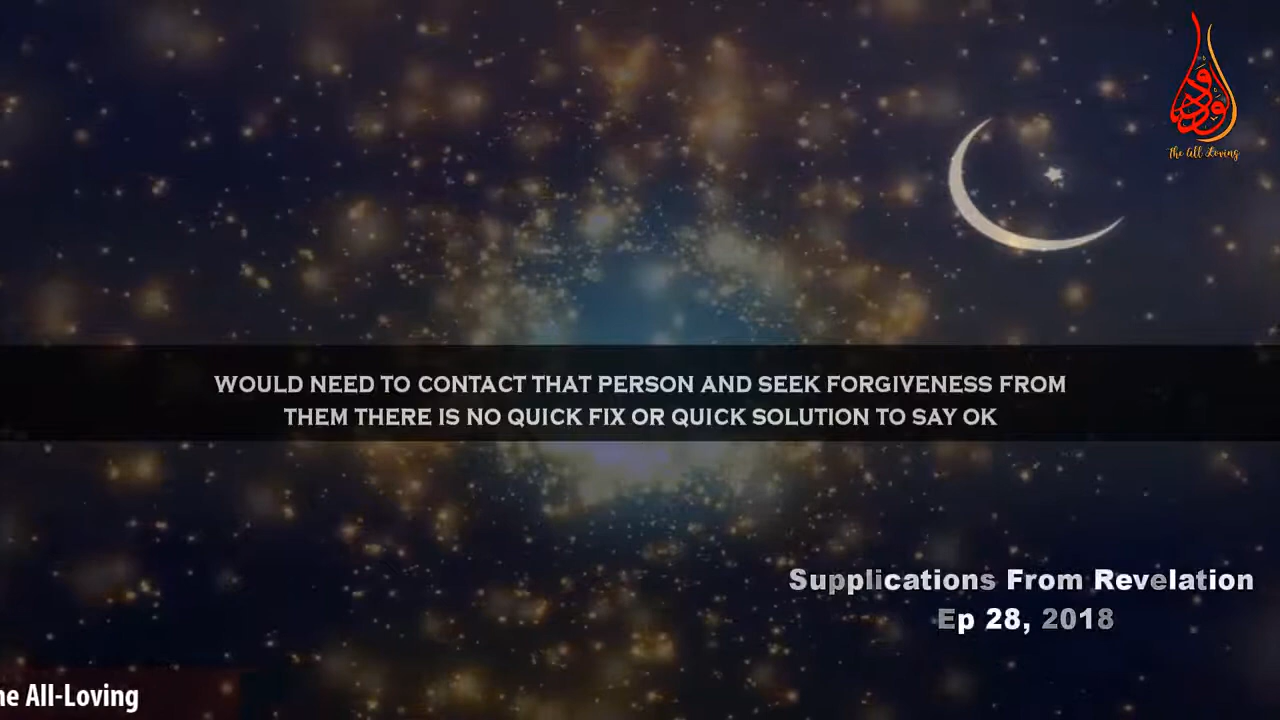 The All Loving
WOULD NEED TO CONTACT THAT PERSON AND SEEK FORGIVENESS FROM
THEM THERE IS NO QUICK FIX OR QUICK SOLUTION TO SAY OK
Supplications From Revelation
Ep 28, 2018
ne All-Loving